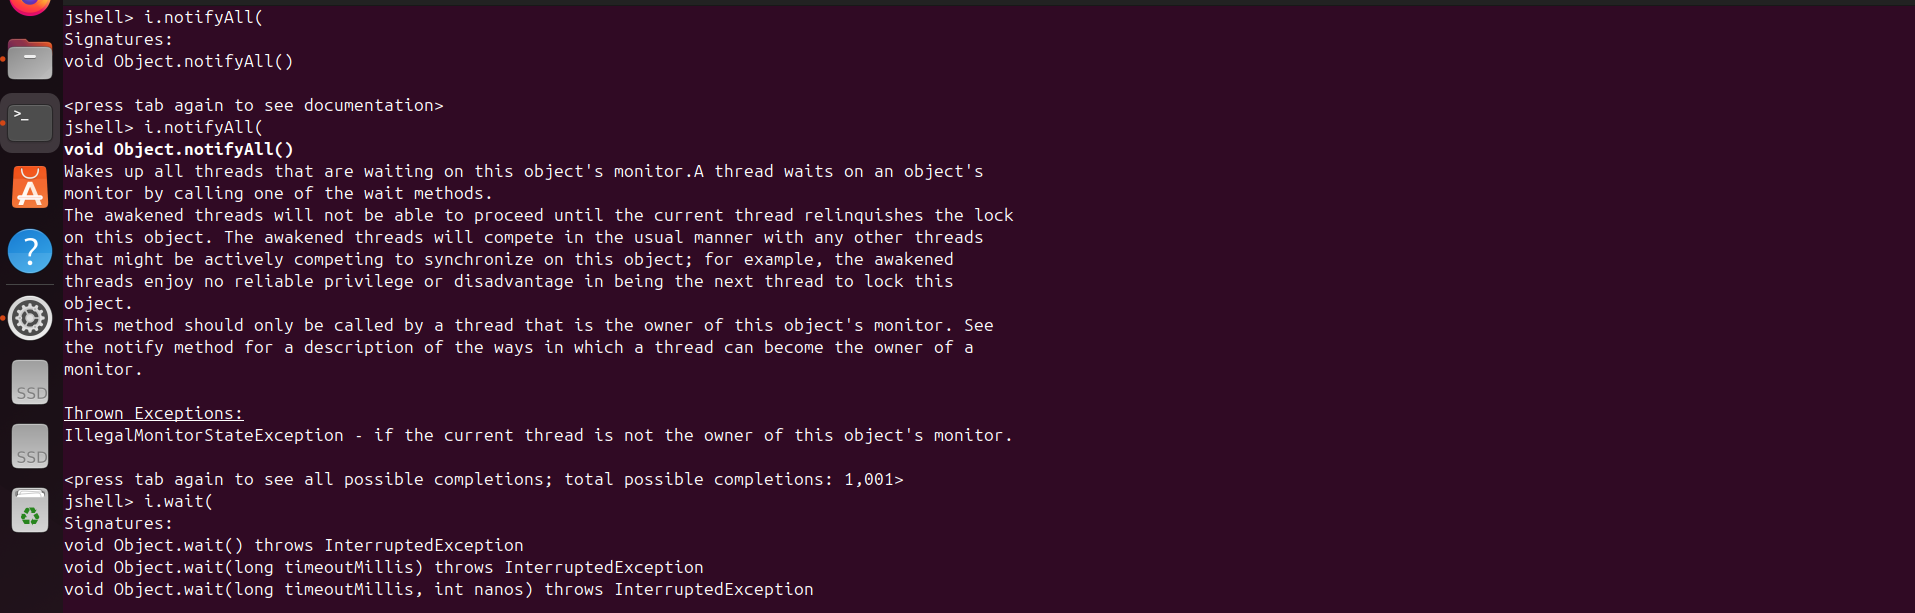 jshell> i.notifyAll(
Signatures:
void Object.notifyAll()
<press tab again to see documentation>
jshell> i.notifyAll(
void Object.notifyAll()
Wakes up all threads that are waiting on this object's monitor.A thread waits on an object's
monitor by calling one of the wait methods.
The awakened threads will not be able to proceed until the current thread relinquishes the lock
on this object. The awakened threads will compete in the usual manner with any other threads
that might be actively competing to synchronize on this object; for example, the awakened
threads enjoy no reliable privilege or disadvantage in being the next thread to lock this
object.
This method should only be called by a thread that is the owner of this object's monitor. See
the notify method for a description of the ways in which a thread can become the owner of a
monitor.
Thrown Exceptions:
IllegalMonitorStateException - if the current thread is not the owner of this object's monitor.
<press tab again to see all possible completions; total possible completions: 1,001>
jshell> i.wait(
Signatures:
void Object.wait() throws InterruptedException
void Object.wait(long timeoutMillis) throws InterruptedException
void Object.wait(long timeoutMillis, int nanos) throws InterruptedException
>_
A
?
SSD
SSD